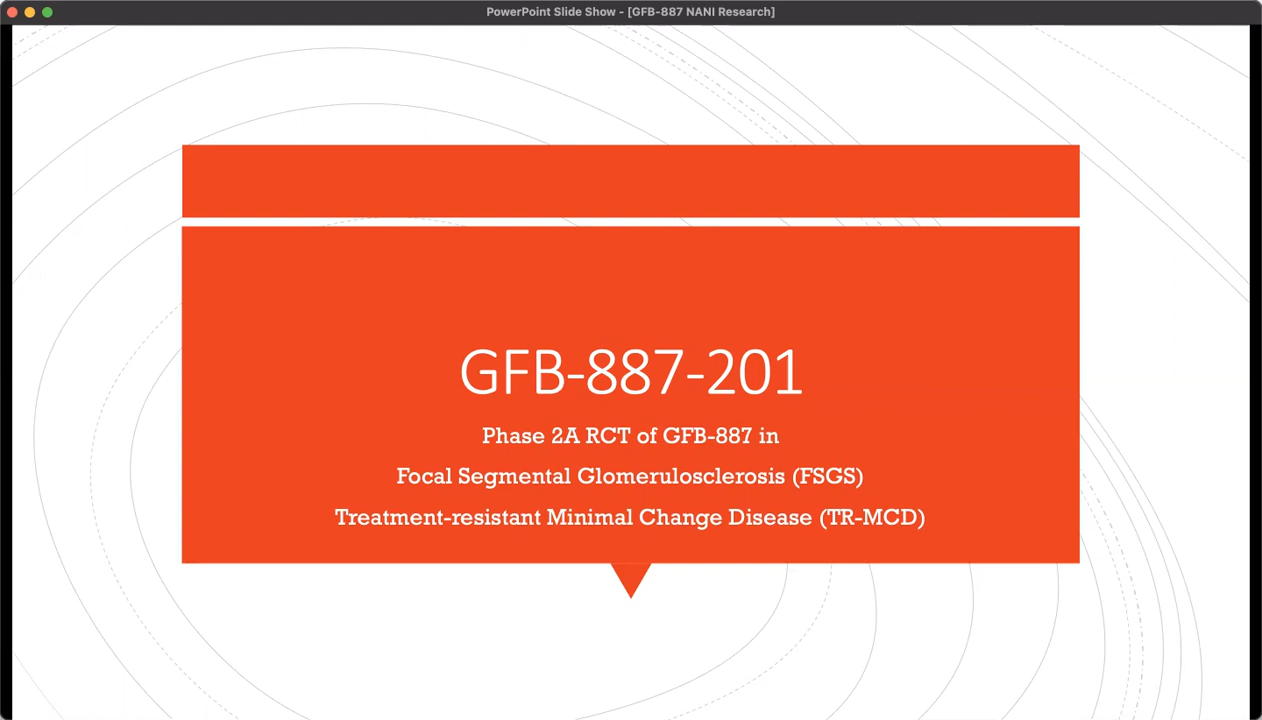 PowerPoint Slide Show - [GFB-887 NANI Research]
GFB-887-201
Phase 2A RCT of GFB-887 in
Focal Segmental Glomerulosclerosis (FSGS)
Treatment-resistant Minimal Change Disease (TR-MCD)